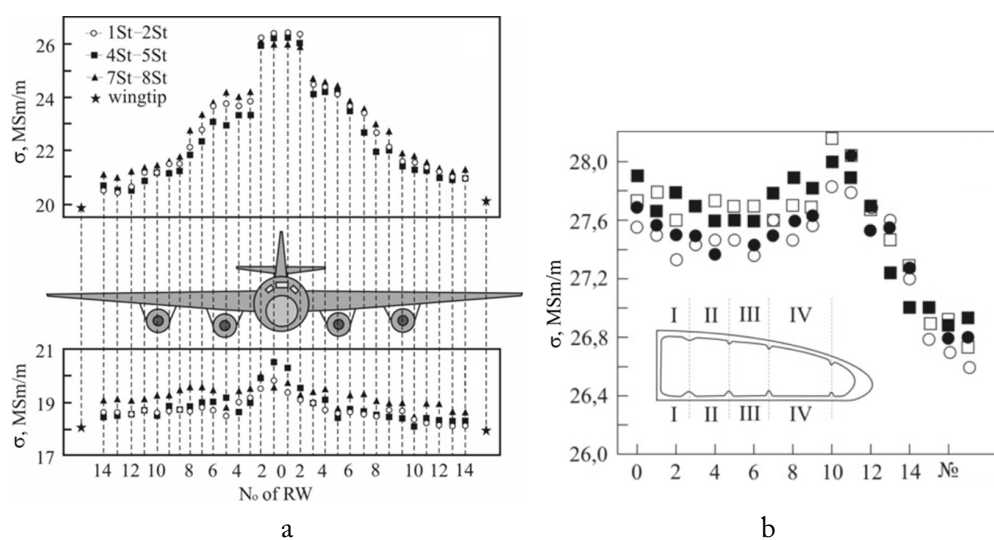 26
24
22
20
σ, MSm/m
1St-2St
4St-5St
7St-8St
wingtip
21
19
17
σ, MSm/m
14 12 10 8 6 4 2 0 2 4 6 8 10 12 14
№ of RW
a
28,0
27,6
27,2
26,8
26,4
26,0
σ, MSm/m
I II III IV
I II III IV
0 2 4 6 8 10 12 14 №
b